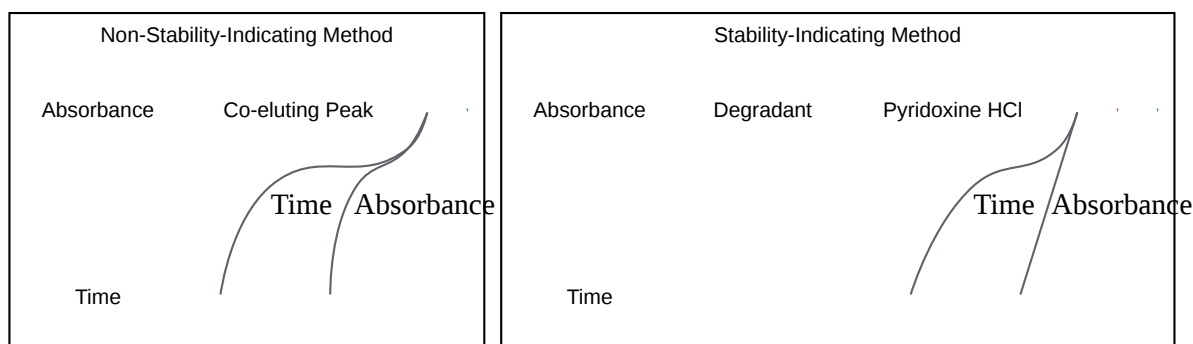 Non-Stability-Indicating Method
Absorbance
Co-eluting Peak
Time
Absorbance
Time
Stability-Indicating Method
Absorbance
Degradant
Pyridoxine HCl
Time
Absorbance
Time